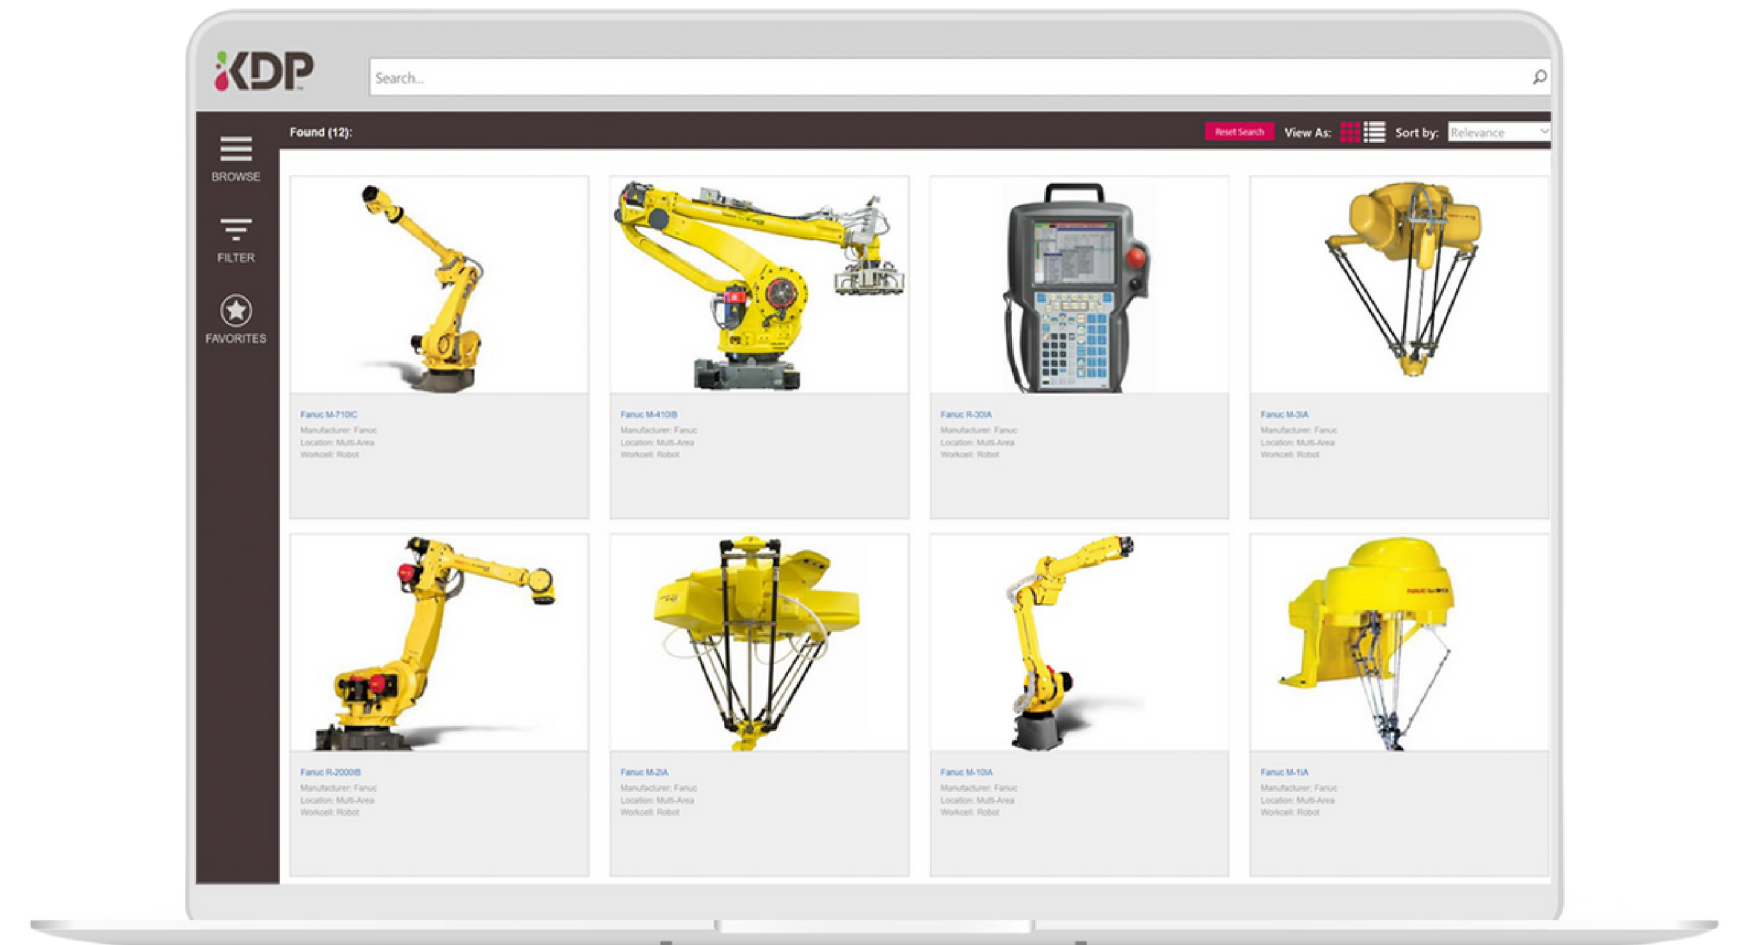 KDP
Search...
Found (12):
Reset Search
View As:
Sort by:
Relevance
BROWSE
FILTER
FAVORITES
Fanuc M-710IC
Manufacturer: Fanuc
Location: Multi-Area
Workcell: Robot
Fanuc M-410IB
Manufacturer: Fanuc
Location: Multi-Area
Workcell: Robot
Fanuc R-30IA
Manufacturer: Fanuc
Location: Multi-Area
Workcell: Robot
Fanuc M-3IA
Manufacturer: Fanuc
Location: Multi-Area
Workcell: Robot
FANUC
Fanuc R-2000IB
Manufacturer: Fanuc
Location: Multi-Area
Workcell: Robot
Fanuc M-2IA
Manufacturer: Fanuc
Location: Multi-Area
Workcell: Robot
Fanuc M-10IA
Manufacturer: Fanuc
Location: Multi-Area
Workcell: Robot
Fanuc M-1IA
Manufacturer: Fanuc
Location: Multi-Area
Workcell: Robot